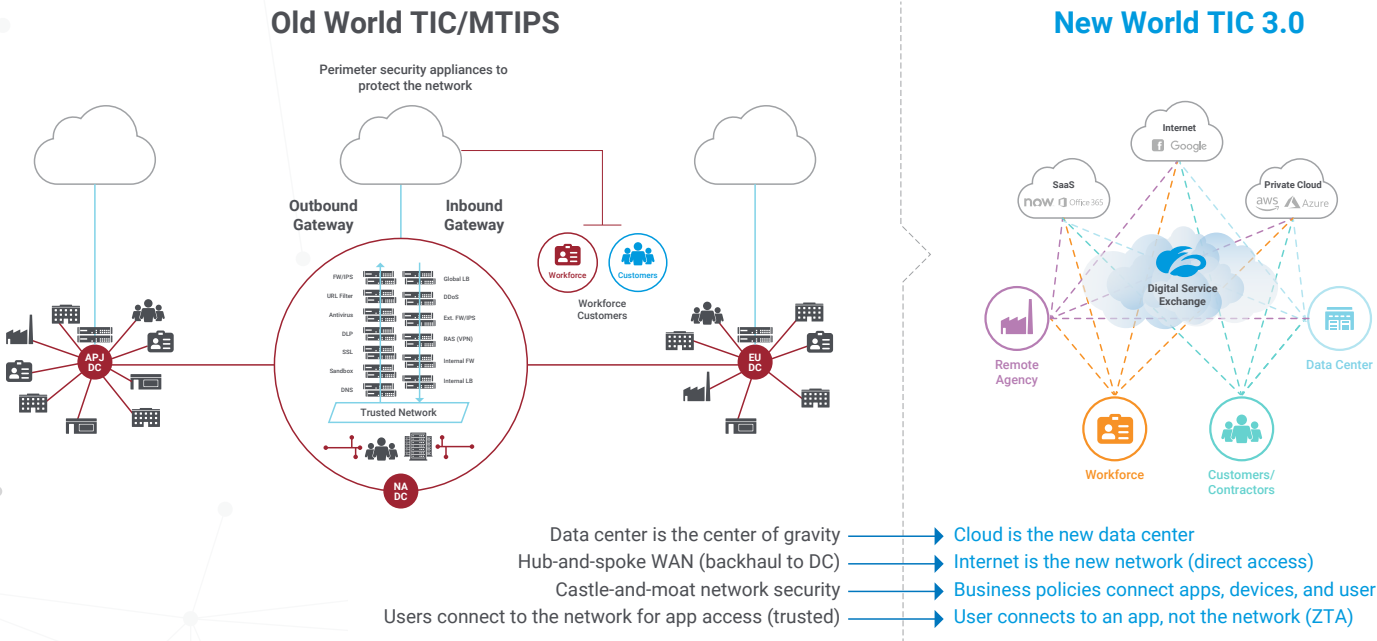 Old World TIC/MTIPS
New World TIC 3.0
Perimeter security appliances to
protect the network
Outbound
Gateway
Inbound
Gateway
FW/IPS
URL Filter
Antivirus
DLP
SSL
Sandbox
DNS
Global LB
DDoS
Ext. FW/IPS
RAS (VPN)
Internal FW
Internal LB
Trusted Network
Workforce
Customers
Workforce
Customers
APJ
DC
NA
DC
EU
DC
Internet
Google
SaaS
now Office 365
Private Cloud
aws Azure
Digital Service
Exchange
Remote
Agency
Data Center
Workforce
Customers/
Contractors
Data center is the center of gravity
Cloud is the new data center
Hub-and-spoke WAN (backhaul to DC)
Internet is the new network (direct access)
Castle-and-moat network security
Business policies connect apps, devices, and user
Users connect to the network for app access (trusted)
User connects to an app, not the network (ZTA)